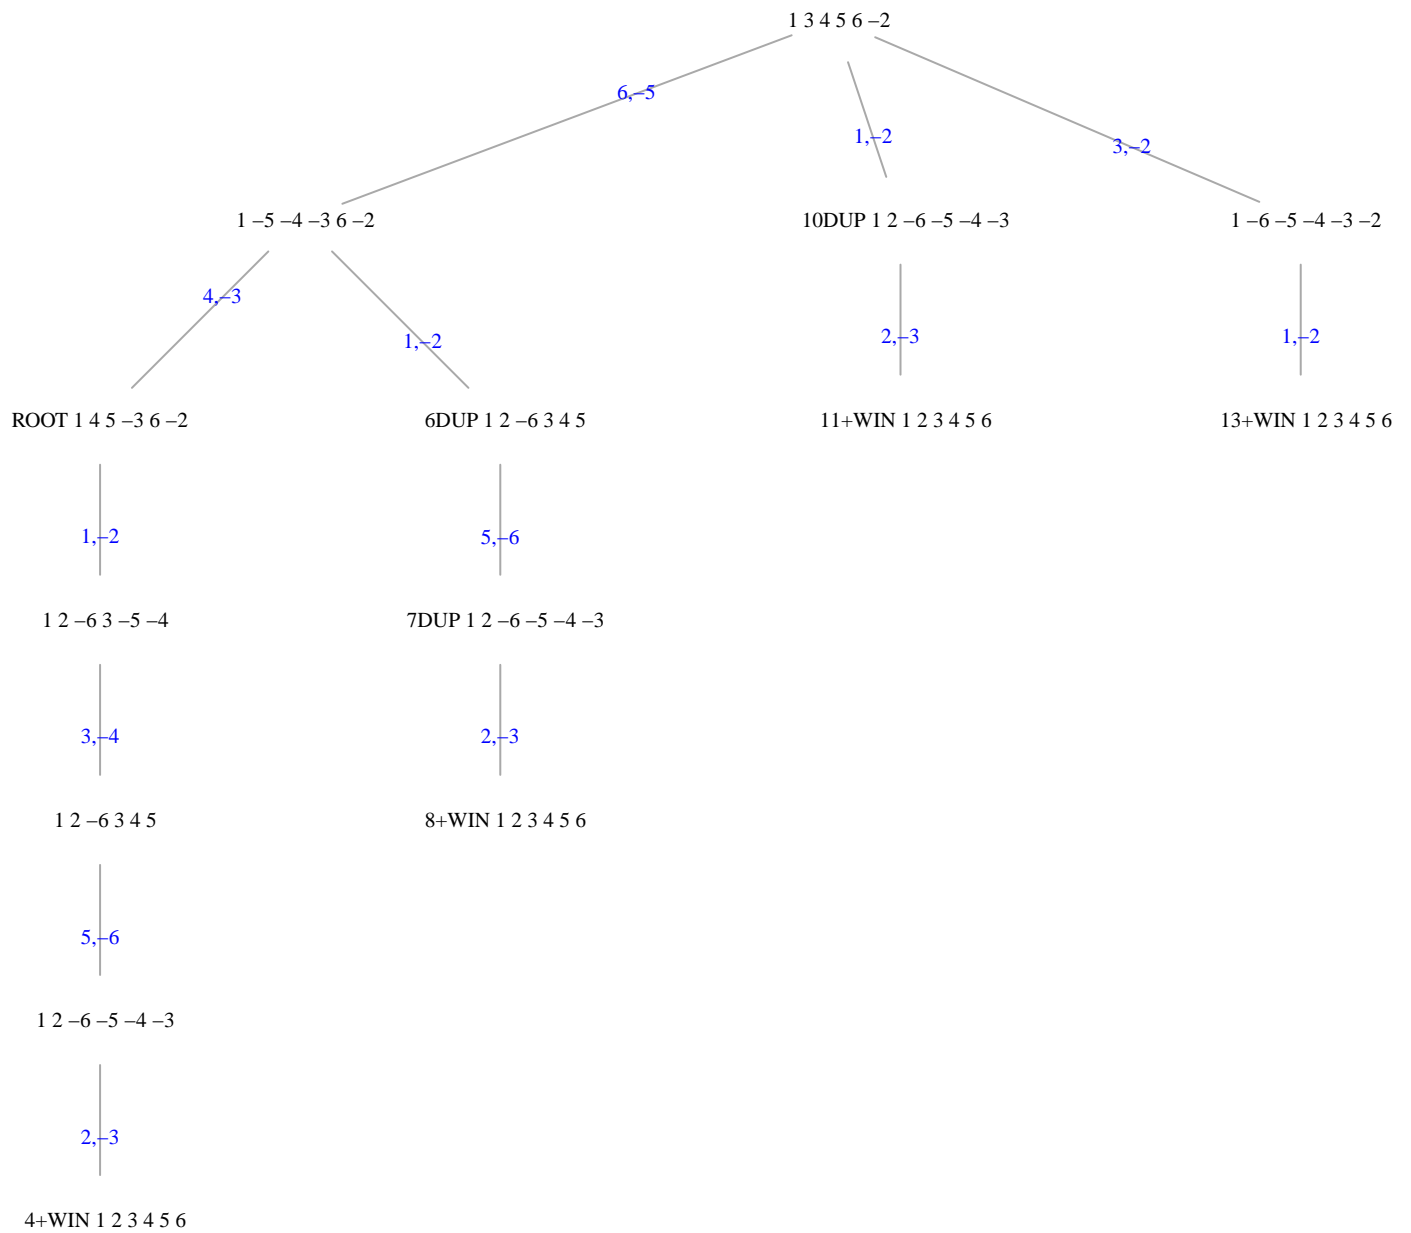 1 3 4 5 6 –2
6,–5
1,–2
3,–2
1 –5 –4 –3 6 –2
10DUP 1 2 –6 –5 –4 –3
1 –6 –5 –4 –3 –2
4,–3
1,–2
2,–3
1,–2
ROOT 1 4 5 –3 6 –2
6DUP 1 2 –6 3 4 5
11+WIN 1 2 3 4 5 6
13+WIN 1 2 3 4 5 6
1,–2
5,–6
1 2 –6 3 –5 –4
7DUP 1 2 –6 –5 –4 –3
3,–4
2,–3
1 2 –6 3 4 5
8+WIN 1 2 3 4 5 6
5,–6
1 2 –6 –5 –4 –3
2,–3
4+WIN 1 2 3 4 5 6